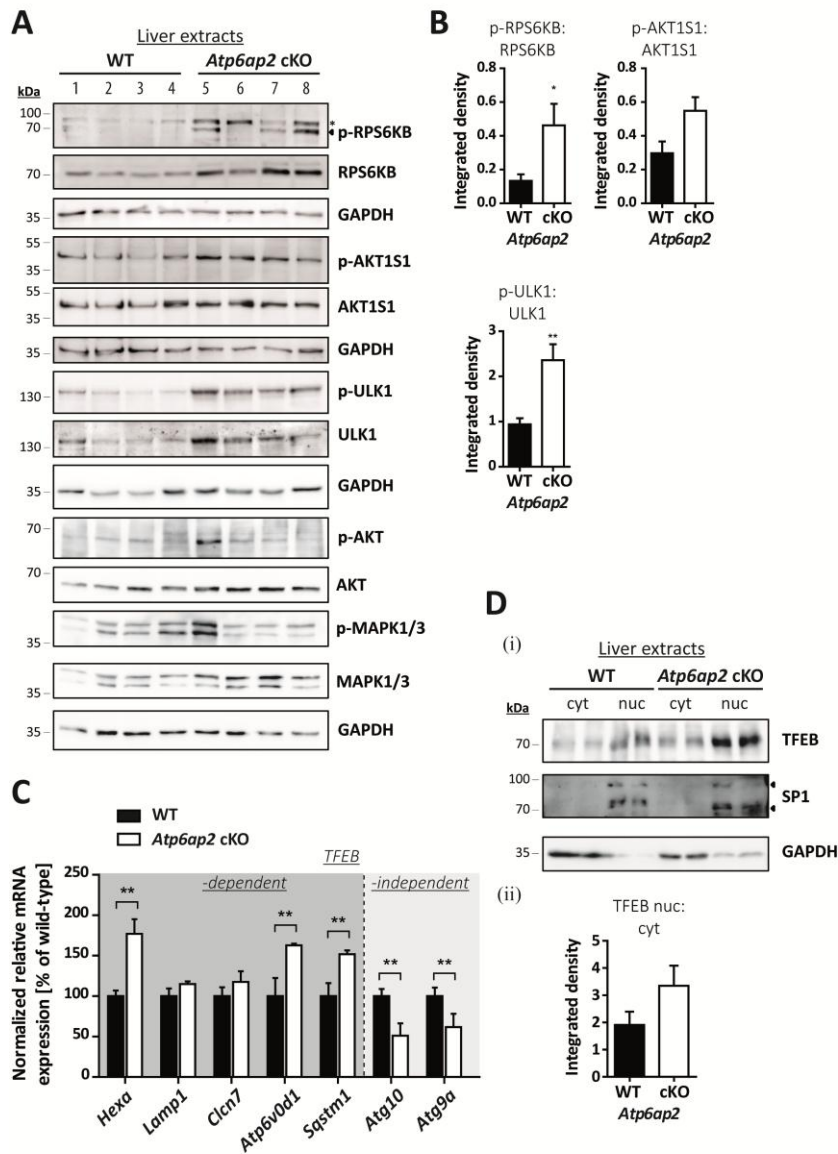 A
Liver extracts
WT Atp6ap2 cKO
kDa 1 2 3 4 5 6 7 8
100
70
*
p-RPS6KB
70 RPS6KB
35 GAPDH
55
35
p-AKT1S1
55
35
AKT1S1
35 GAPDH
130 p-ULK1
130 ULK1
35 GAPDH
70 p-AKT
70 AKT
35 p-MAPK1/3
35 MAPK1/3
35 GAPDH
B
p-RPS6KB:
RPS6KB
Integrated density
0.8
0.6
0.4
0.2
0.0
*
WT cKO
Atp6ap2
p-AKT1S1:
AKT1S1
Integrated density
0.8
0.6
0.4
0.2
0.0
WT cKO
Atp6ap2
p-ULK1:
ULK1
Integrated density
3
2
1
0
**
WT cKO
Atp6ap2
C
WT
Atp6ap2 cKO
TFEB
-dependent -independent
Normalized relative mRNA
expression [% of wild-type]
250
200
150
100
50
0
** ** ** ** **
Hexa Lamp1 Clcn7 Atp6v0d1 Sqstm1 Atg10 Atg9a
D
(i)
Liver extracts
WT Atp6ap2 cKO
kDa cyt nuc cyt nuc
70 TFEB
100
70
SP1
35 GAPDH
(ii)
TFEB nuc:
cyt
Integrated density
5
4
3
2
1
0
WT cKO
Atp6ap2